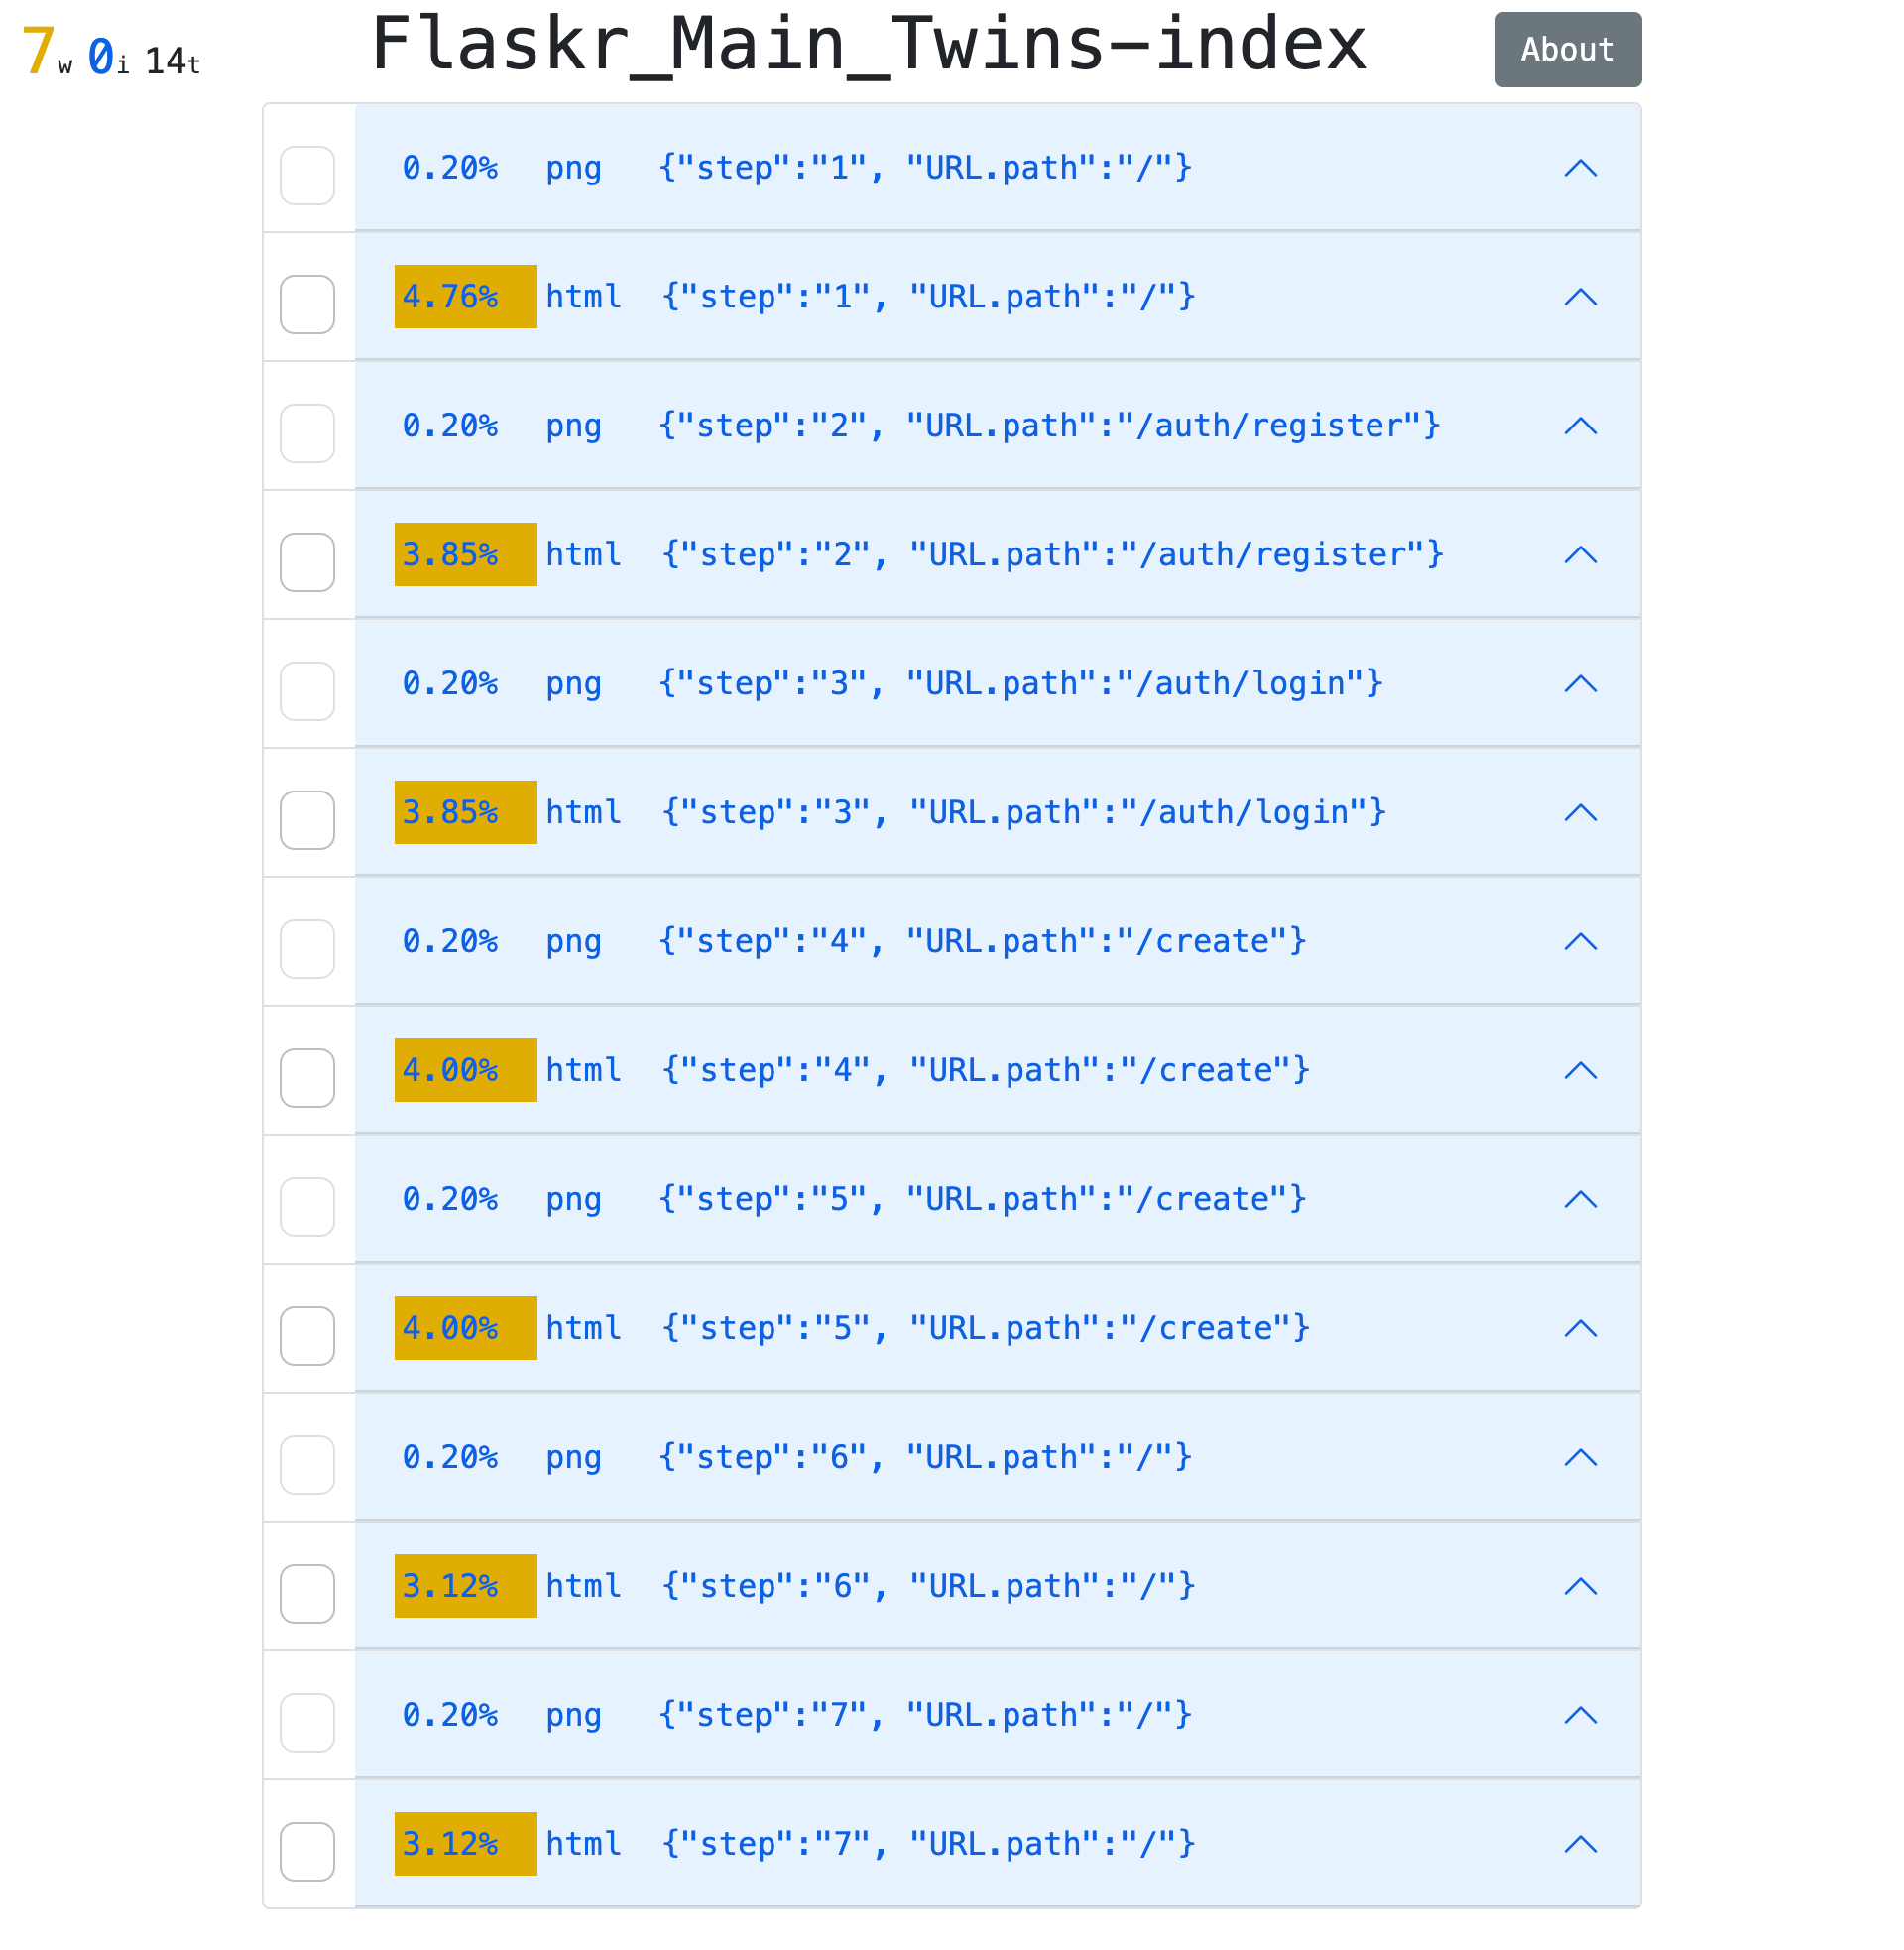 7w 0i 14t Flaskr_Main_Twins-index About
0.20% png {"step":"1", "URL.path":"/"}
4.76% html {"step":"1", "URL.path":"/"}
0.20% png {"step":"2", "URL.path":"/auth/register"}
3.85% html {"step":"2", "URL.path":"/auth/register"}
0.20% png {"step":"3", "URL.path":"/auth/login"}
3.85% html {"step":"3", "URL.path":"/auth/login"}
0.20% png {"step":"4", "URL.path":"/create"}
4.00% html {"step":"4", "URL.path":"/create"}
0.20% png {"step":"5", "URL.path":"/create"}
4.00% html {"step":"5", "URL.path":"/create"}
0.20% png {"step":"6", "URL.path":"/"}
3.12% html {"step":"6", "URL.path":"/"}
0.20% png {"step":"7", "URL.path":"/"}
3.12% html {"step":"7", "URL.path":"/"}